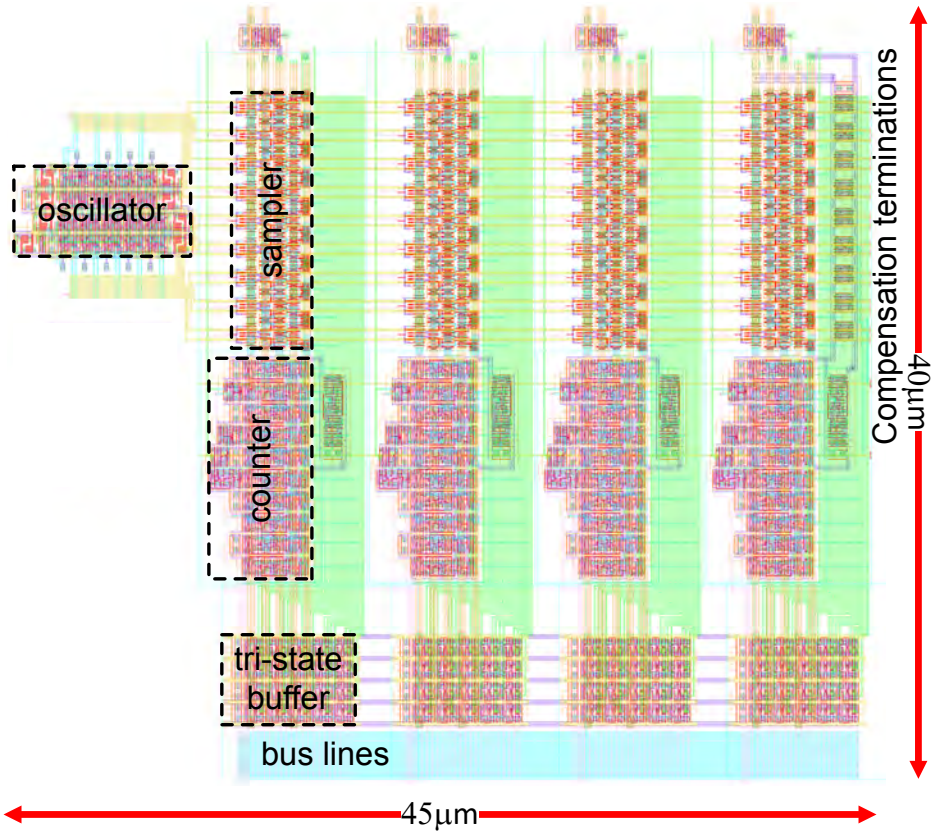 oscillator
sampler
counter
tri-state
buffer
bus lines
Compensation terminations
40µm
45µm